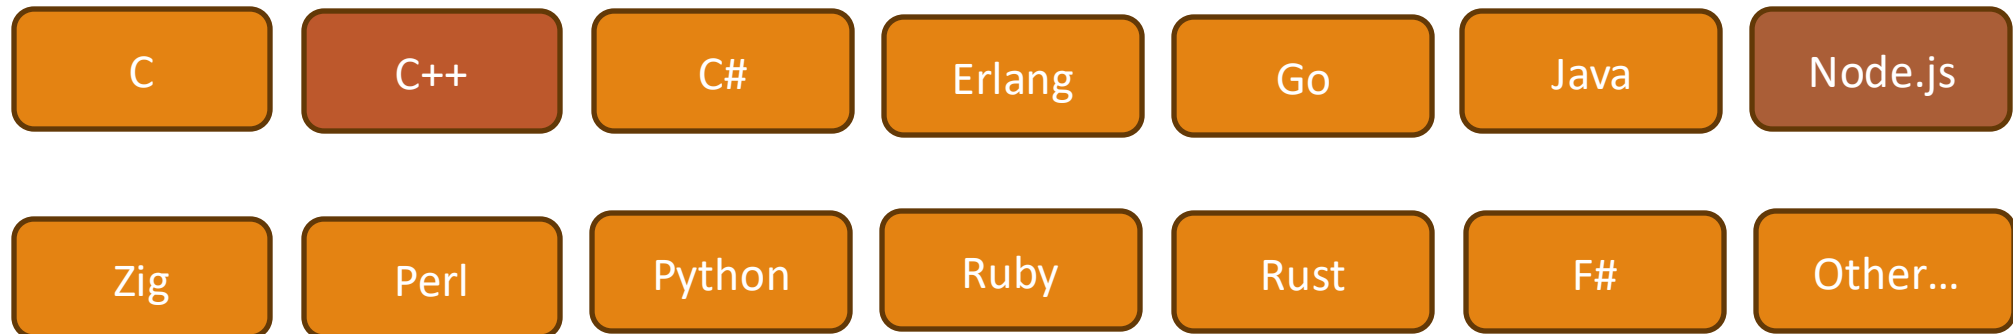 C
C++
C#
Erlang
Go
Java
Node.js
Zig
Perl
Python
Ruby
Rust
F#
Other...